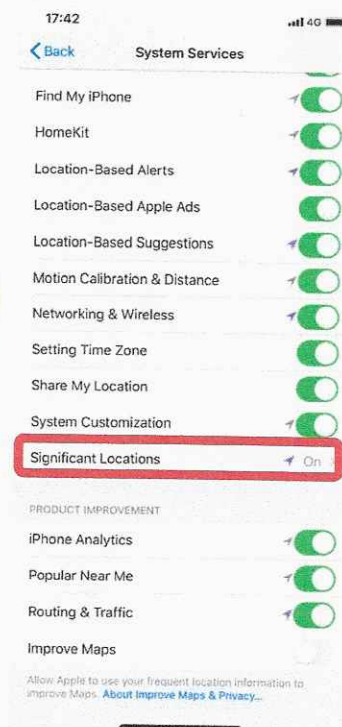 17:42
4G
Back
System Services
Find My iPhone
HomeKit
Location-Based Alerts
Location-Based Apple Ads
Location-Based Suggestions
Motion Calibration & Distance
Networking & Wireless
Setting Time Zone
Share My Location
System Customization
Significant Locations On
PRODUCT IMPROVEMENT
iPhone Analytics
Popular Near Me
Routing & Traffic
Improve Maps
Allow Apple to use your frequent location information to
improve Maps. About Improve Maps & Privacy...